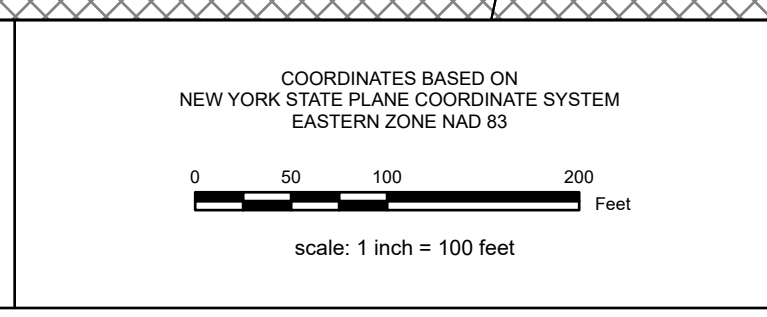 COORDINATES BASED ON
NEW YORK STATE PLANE COORDINATE SYSTEM
EASTERN ZONE NAD 83
0 50 100 200
Feet
scale: 1 inch = 100 feet